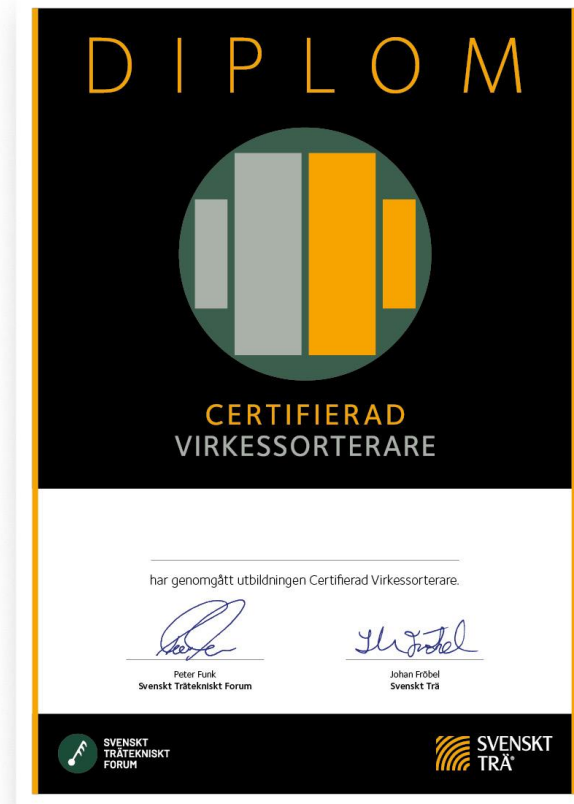 DIPLOM
CERTIFIERAD
VIRKESSORTERARE
har genomgått utbildningen Certifierad Virkessorterare.
Peter Funk
Svenskt Trätekniskt Forum
Johan Fröbel
Svenskt Trä
SVENSKT
TRÄTEKNISKT
FORUM
SVENSKT
TRÄ®